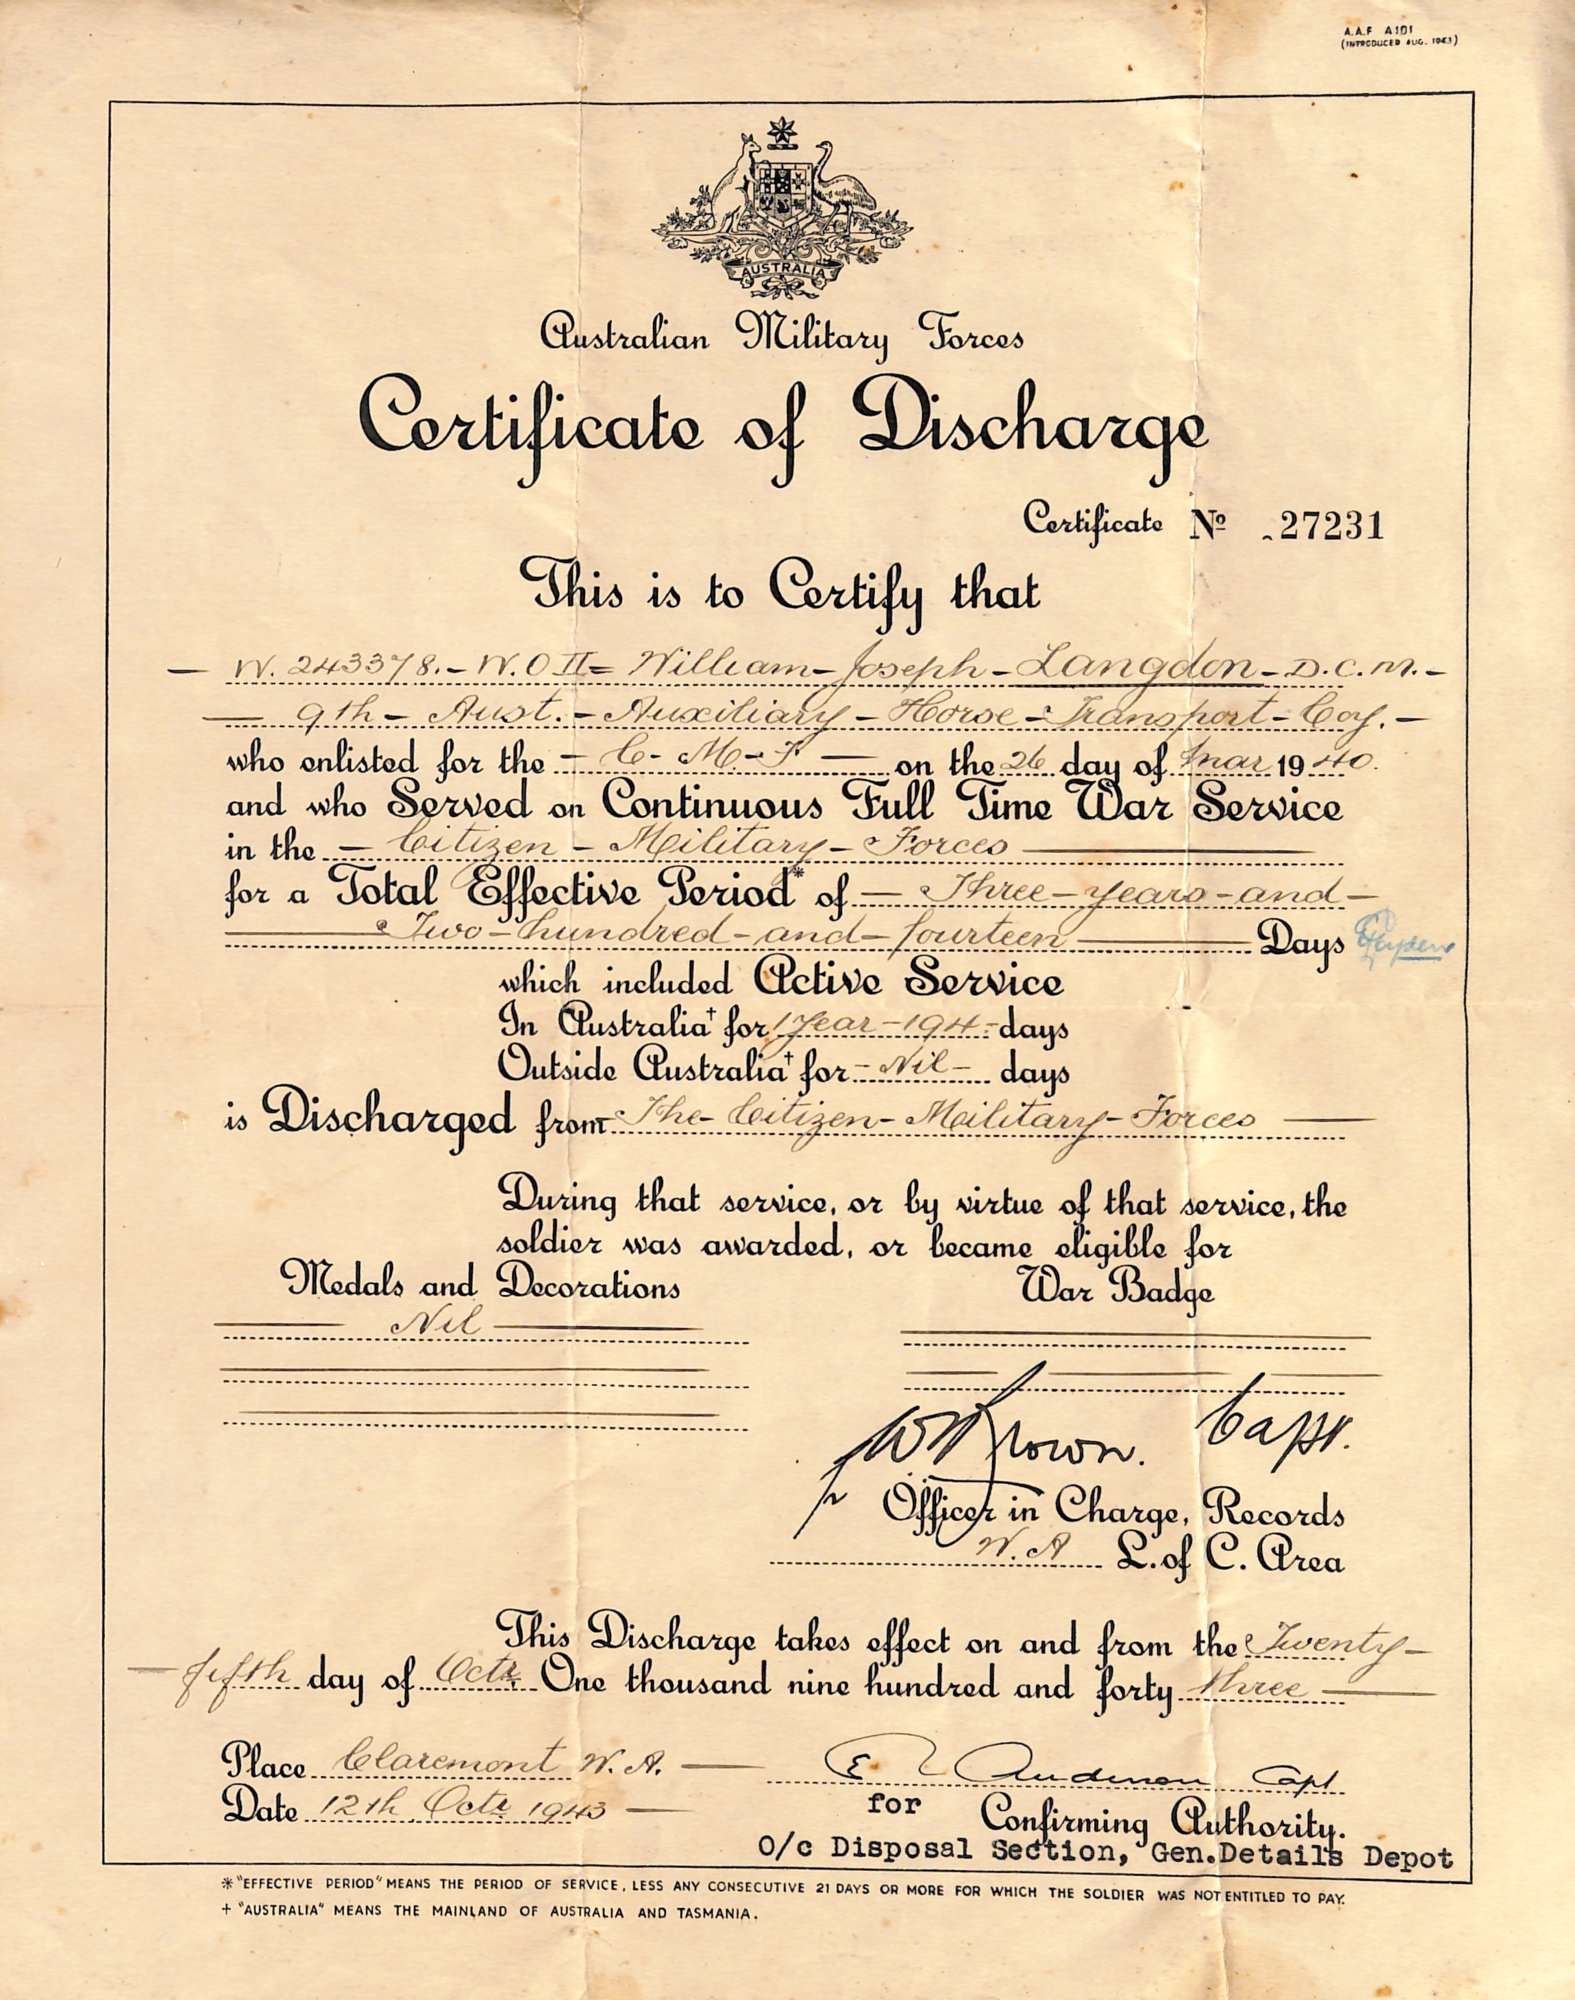 A.A.F A101
(INTRODUCED AUG. 1943)
AUSTRALIA
Australian Military Forces
Certificate of Discharge
Certificate No 27231
This is to Certify that
— W. 243378. – W.O II = William – Joseph – Langdon – D.C.M. –
— 9th – Aust. – Auxiliary – Horse – Transport – Coy. —
who enlisted for the – C – M – F — on the 26 day of Mar 1940.
and who Served on Continuous Full Time War Service
in the – Citizen – Military – Forces —
for a Total Effective Period* of — Three – years – and –
— Two – hundred – and – fourteen — Days
which included Active Service
In Australia† for 1 Year – 194 – days
Outside Australia† for – Nil – days
is Discharged from The – Citizen – Military – Forces —
During that service, or by virtue of that service, the
soldier was awarded, or became eligible for
Medals and Decorations War Badge
— Nil —
Brown. Capt.
Officer in Charge, Records
W. A L. of C. Area
This Discharge takes effect on and from the Twenty –
— fifth day of Octr One thousand nine hundred and forty three —
Place Claremont W. A. —
E Anderson Capt
Date 12th Octr 1943 —
for Confirming Authority.
O/c Disposal Section, Gen.Details Depot
* "EFFECTIVE PERIOD" MEANS THE PERIOD OF SERVICE, LESS ANY CONSECUTIVE 21 DAYS OR MORE FOR WHICH THE SOLDIER WAS NOT ENTITLED TO PAY.
+ "AUSTRALIA" MEANS THE MAINLAND OF AUSTRALIA AND TASMANIA.